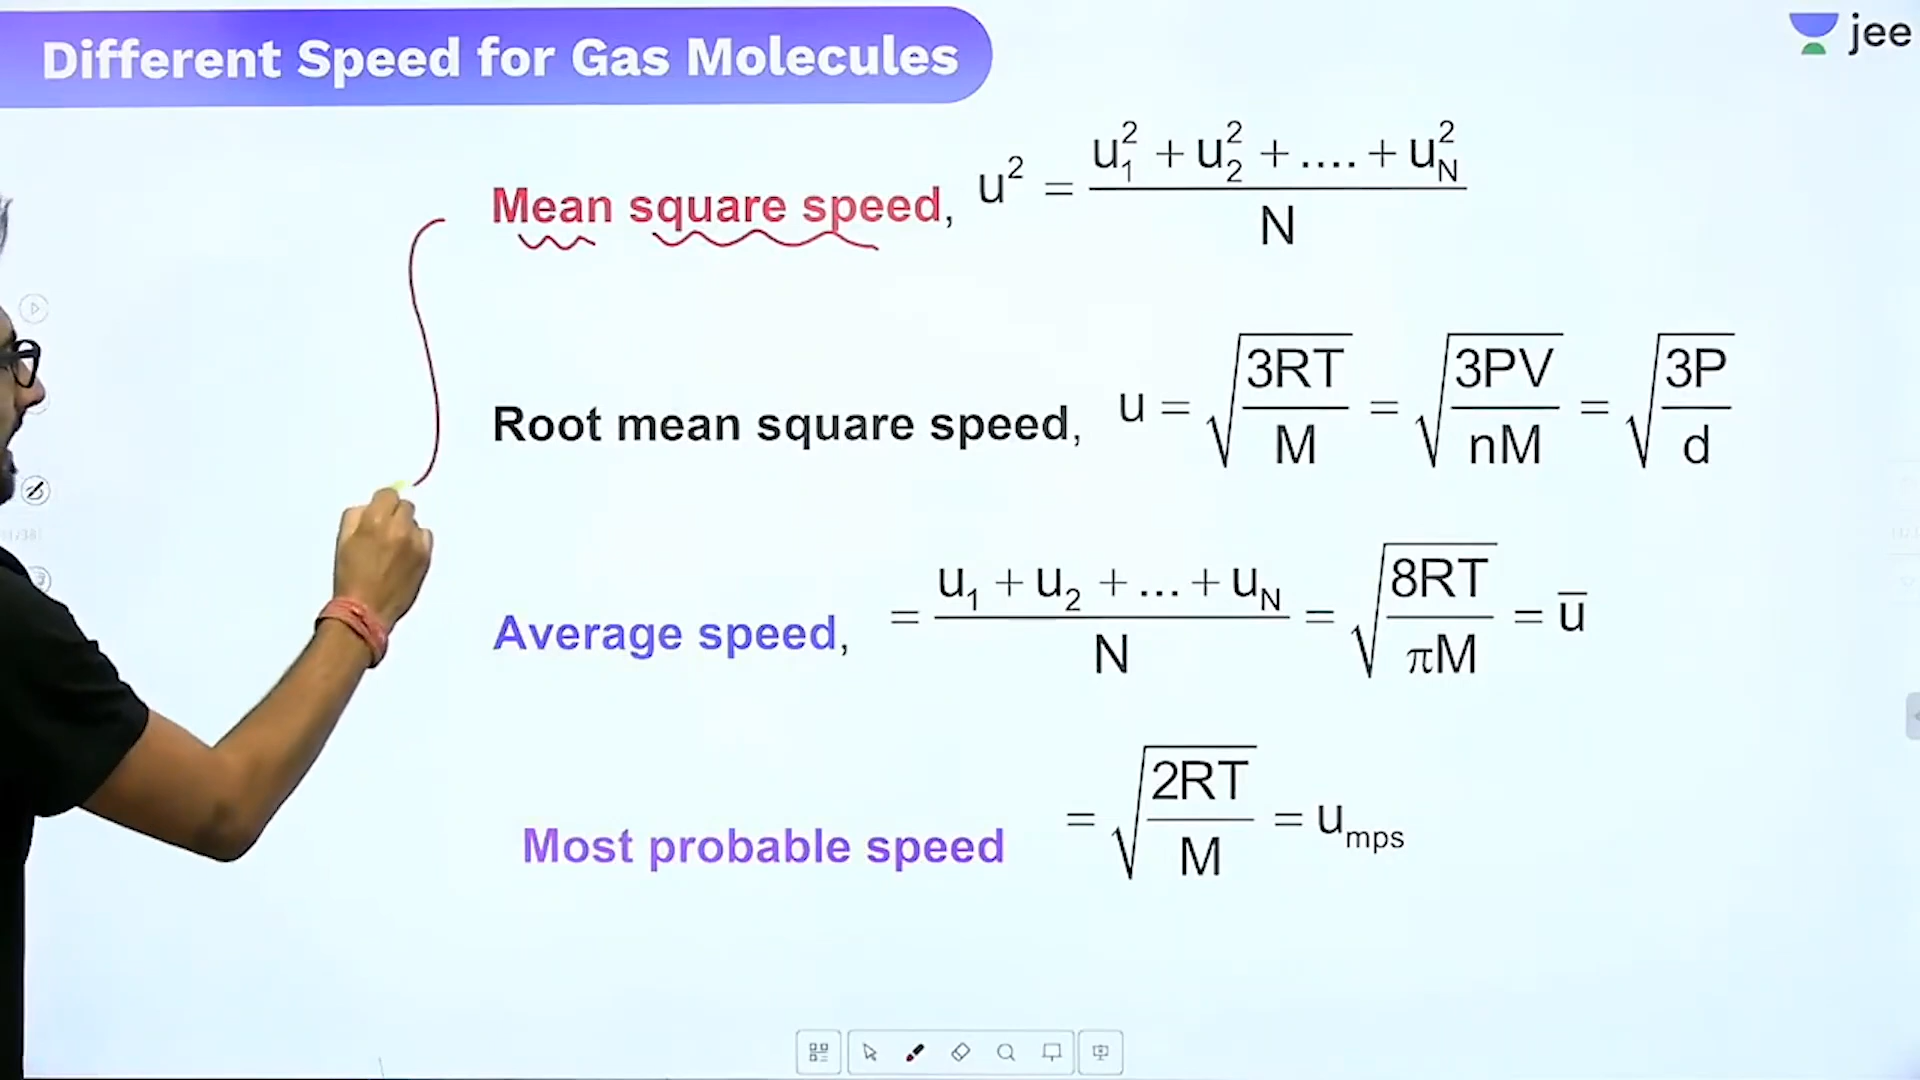 Different Speed for Gas Molecules
jee
Mean square speed, u² = (u₁² + u₂² + .... + u_N²) / N
Root mean square speed, u = √(3RT / M) = √(3PV / nM) = √(3P / d)
Average speed, = (u₁ + u₂ + ... + u_N) / N = √(8RT / πM) = u̅
Most probable speed = √(2RT / M) = u_mps